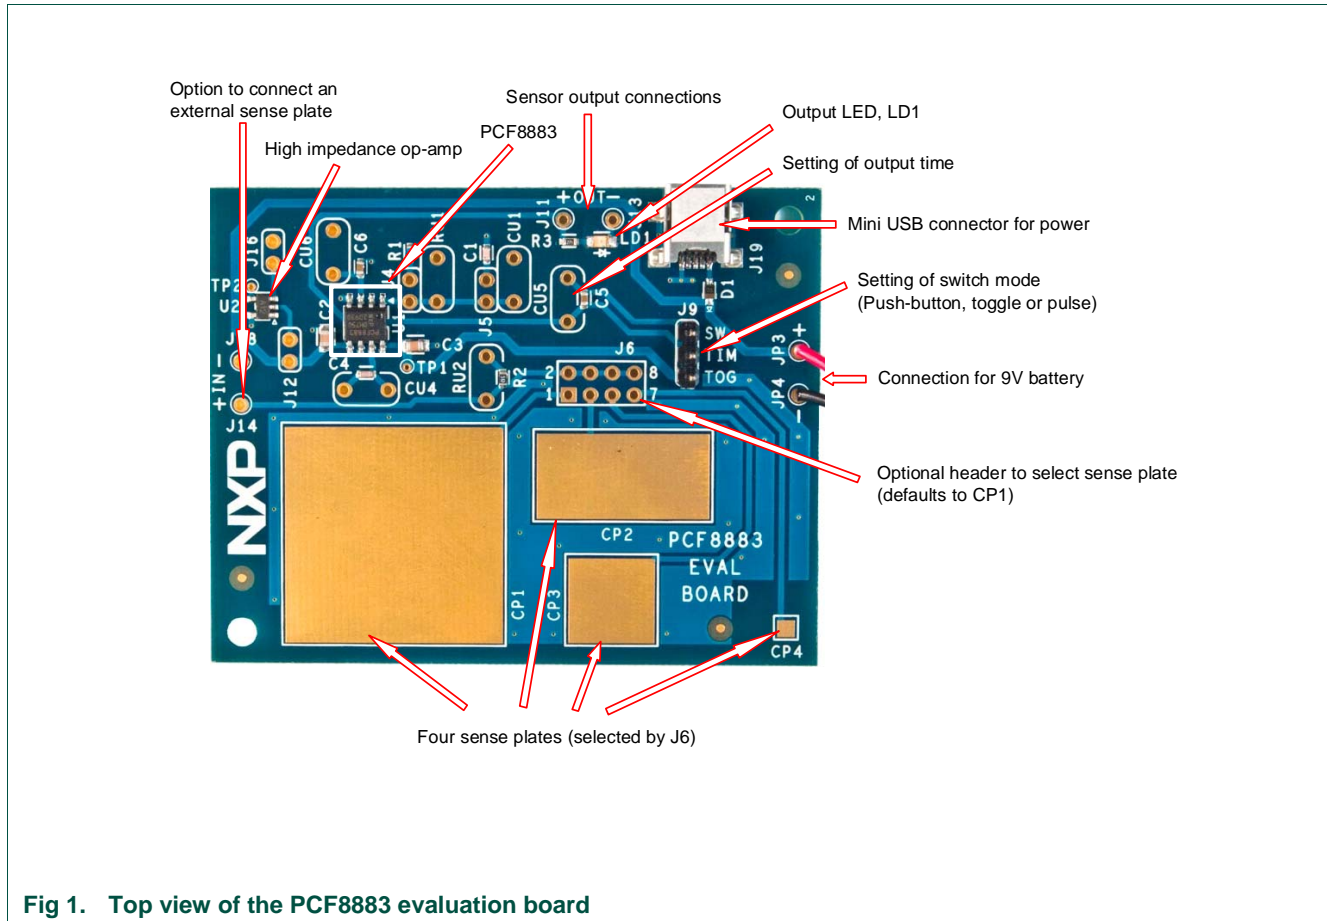 Option to connect an
external sense plate
High impedance op-amp
PCF8883
Sensor output connections
Output LED, LD1
Setting of output time
Mini USB connector for power
Setting of switch mode
(Push-button, toggle or pulse)
Connection for 9V battery
Optional header to select sense plate
(defaults to CP1)
Four sense plates (selected by J6)
+OUT-
2
J11
J13
J16
CU6
C6
R1
C1
CU1
R3
LD1
J19
TP2
U2
C2
U1
J5
CU5
C5
D1
J9
SW
TIM
TOG
+
JP3
JP4
-
J12
C4
C3
TP1
CU4
RU2
R2
J6
2
8
1
7
- IN +
J14
NXP
CP1
CP2
CP3
CP4
PCF8883
EVAL
BOARD
Fig 1. Top view of the PCF8883 evaluation board